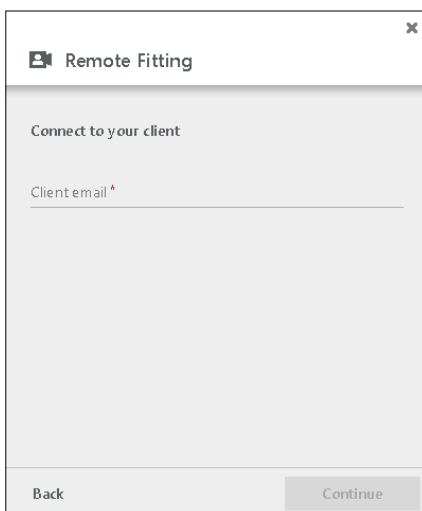 Remote Fitting
Connect to your client
Client email *
Back
Continue